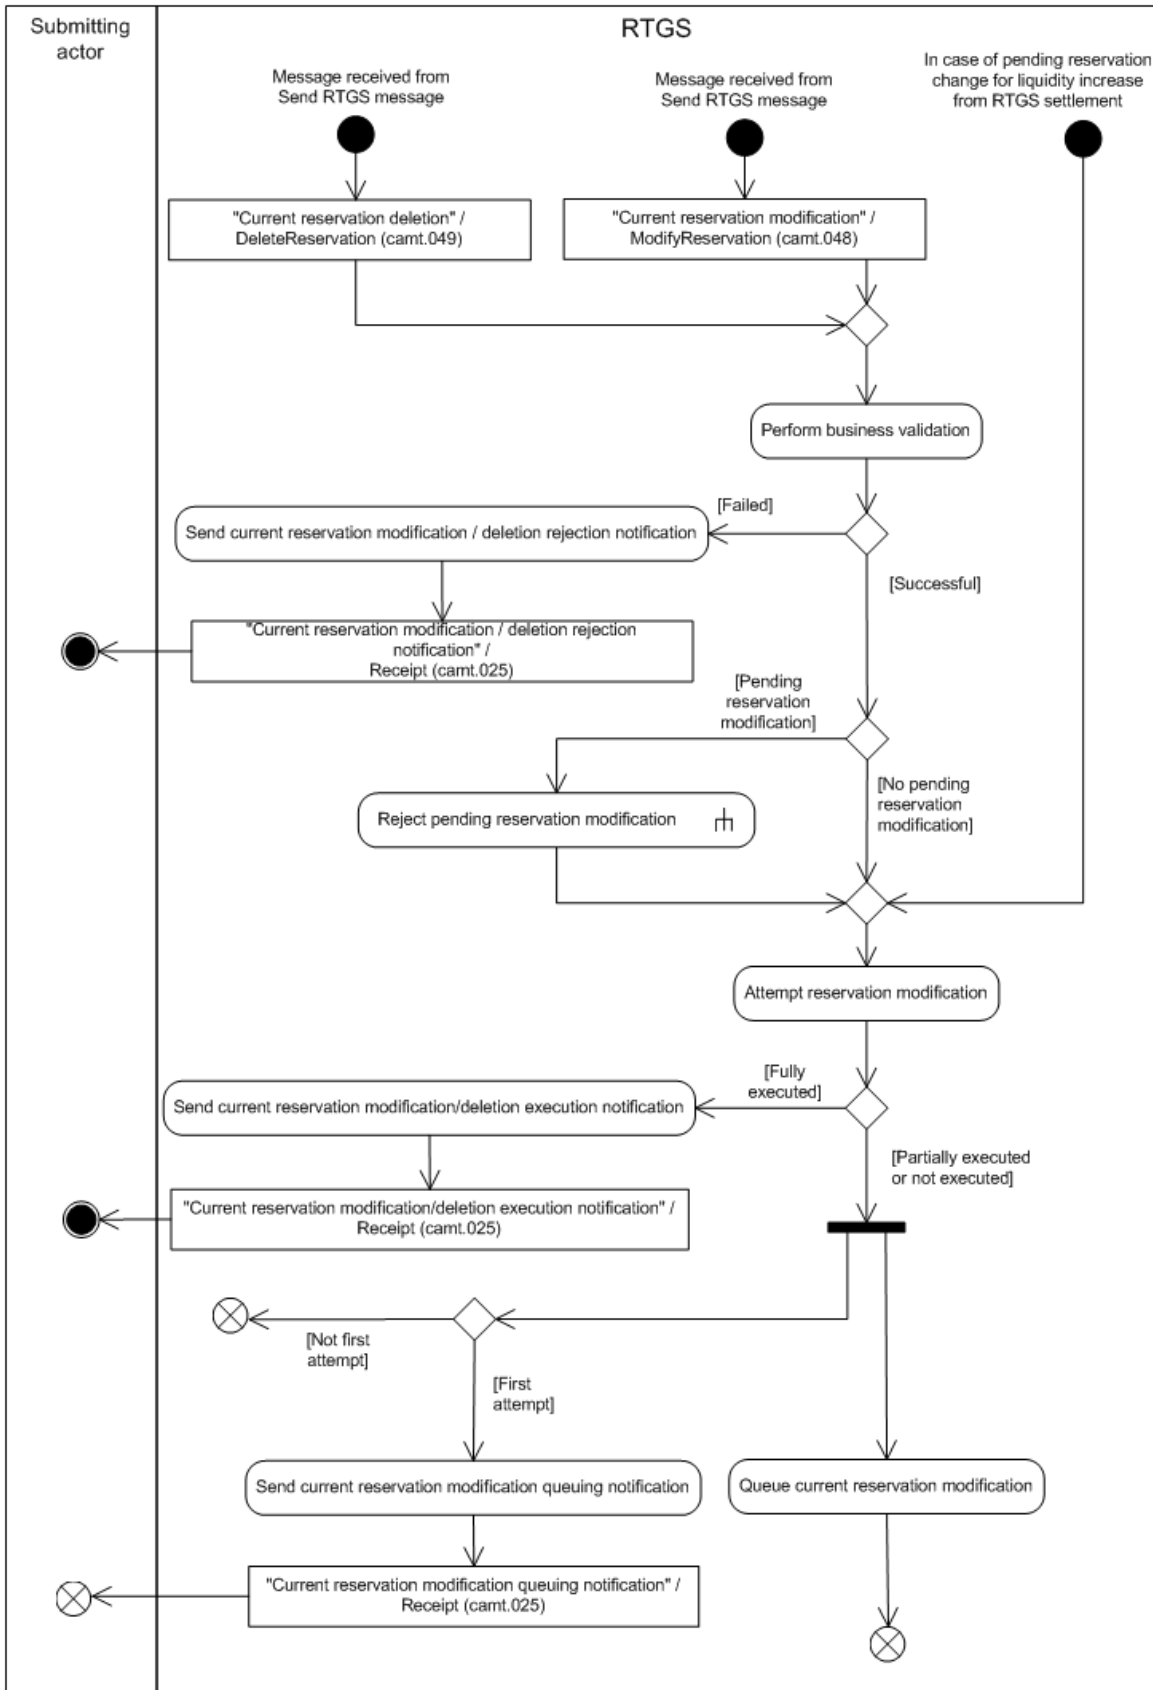 Submitting
actor
RTGS
Message received from
Send RTGS message
Message received from
Send RTGS message
In case of pending reservation
change for liquidity increase
from RTGS settlement
"Current reservation deletion" /
DeleteReservation (camt.049)
"Current reservation modification" /
ModifyReservation (camt.048)
Perform business validation
[Failed]
Send current reservation modification / deletion rejection notification
[Successful]
"Current reservation modification / deletion rejection
notification" /
Receipt (camt.025)
[Pending
reservation
modification]
[No pending
reservation
modification]
Reject pending reservation modification
Attempt reservation modification
[Fully
executed]
Send current reservation modification/deletion execution notification
[Partially executed
or not executed]
"Current reservation modification/deletion execution notification" /
Receipt (camt.025)
[Not first
attempt]
[First
attempt]
Send current reservation modification queuing notification
Queue current reservation modification
"Current reservation modification queuing notification" /
Receipt (camt.025)